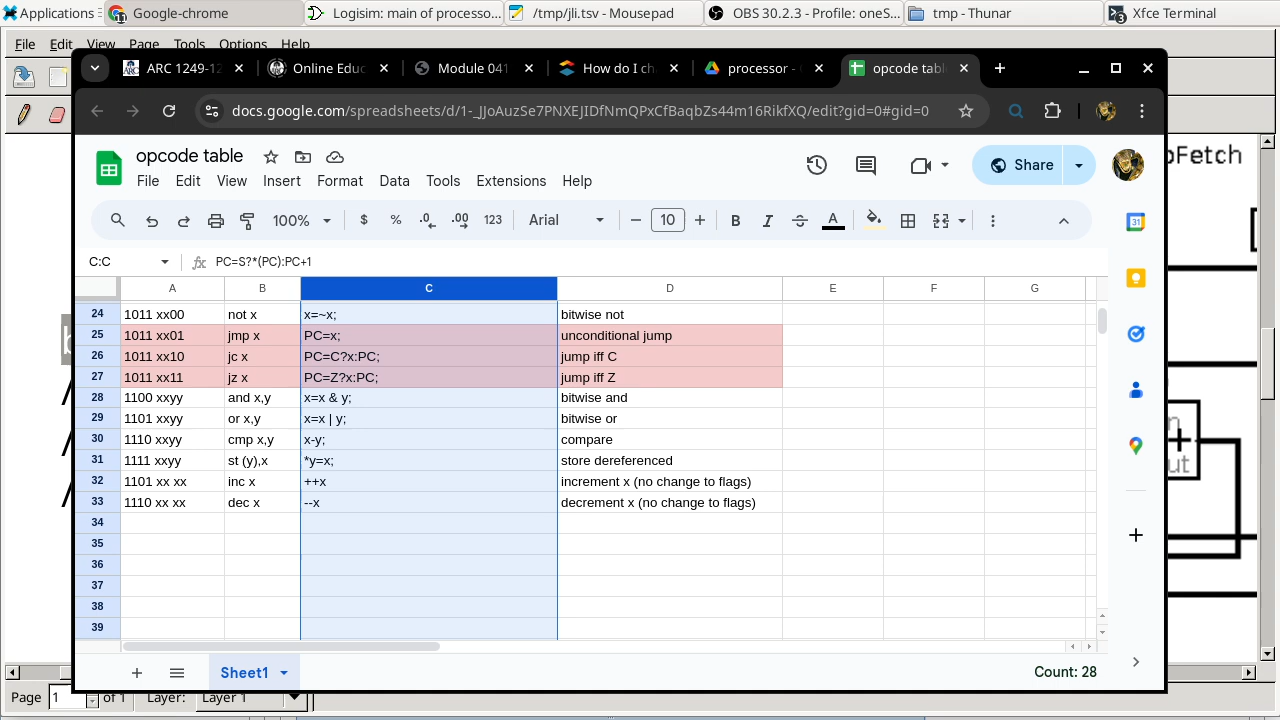 Applications
Google-chrome
11
Logisim: main of processo...
/tmp/jli.tsv - Mousepad
OBS 30.2.3 - Profile: oneS...
tmp - Thunar
3
Xfce Terminal
File Edit View Page Tools Options Help
ARC 1249-12
Online Educ
Module 041
How do I ch
processor -
opcode tabl
docs.google.com/spreadsheets/d/1-_JJoAuzSe7PNXEJIDfNmQPxCfBaqbZs44m16RikfXQ/edit?gid=0#gid=0
oFetch
opcode table
Share
File Edit View Insert Format Data Tools Extensions Help
31
100% $ % .0 .00 123 Arial 10 B I S A
C:C fx PC=S?*(PC):PC+1
A B C D E F G
24 1011 xx00 not x x=~x; bitwise not
25 1011 xx01 jmp x PC=x; unconditional jump
26 1011 xx10 jc x PC=C?x:PC; jump iff C
27 1011 xx11 jz x PC=Z?x:PC; jump iff Z
28 1100 xxyy and x,y x=x & y; bitwise and
29 1101 xxyy or x,y x=x | y; bitwise or
30 1110 xxyy cmp x,y x-y; compare
31 1111 xxyy st (y),x *y=x; store dereferenced
32 1101 xx xx inc x ++x increment x (no change to flags)
33 1110 xx xx dec x --x decrement x (no change to flags)
34
35
36
37
38
39
Sheet1
Count: 28
Page 1 of 1 Layer: Layer 1